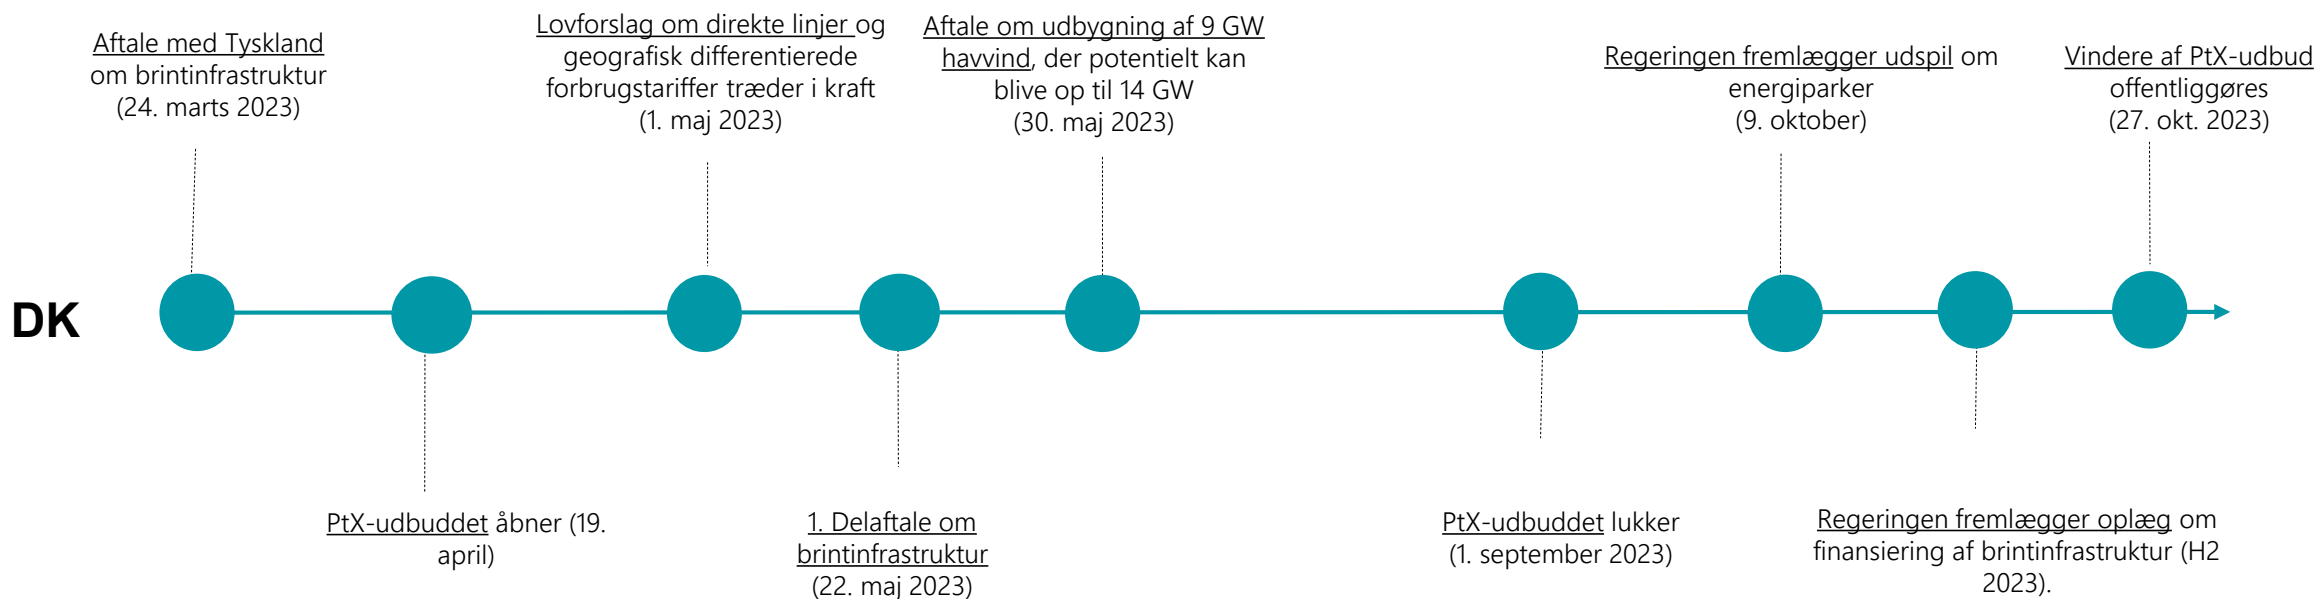 Aftale med Tyskland
om brintinfrastruktur
(24. marts 2023)
Lovforslag om direkte linjer og
geografisk differentierede
forbrugstariffer træder i kraft
(1. maj 2023)
Aftale om udbygning af 9 GW
havvind, der potentielt kan
blive op til 14 GW
(30. maj 2023)
Regeringen fremlægger udspil om
energiparker
(9. oktober)
Vindere af PtX-udbud
offentliggøres
(27. okt. 2023)
DK
PtX-udbuddet åbner (19.
april)
1. Delaftale om
brintinfrastruktur
(22. maj 2023)
PtX-udbuddet lukker
(1. september 2023)
Regeringen fremlægger oplæg om
finansiering af brintinfrastruktur (H2
2023).